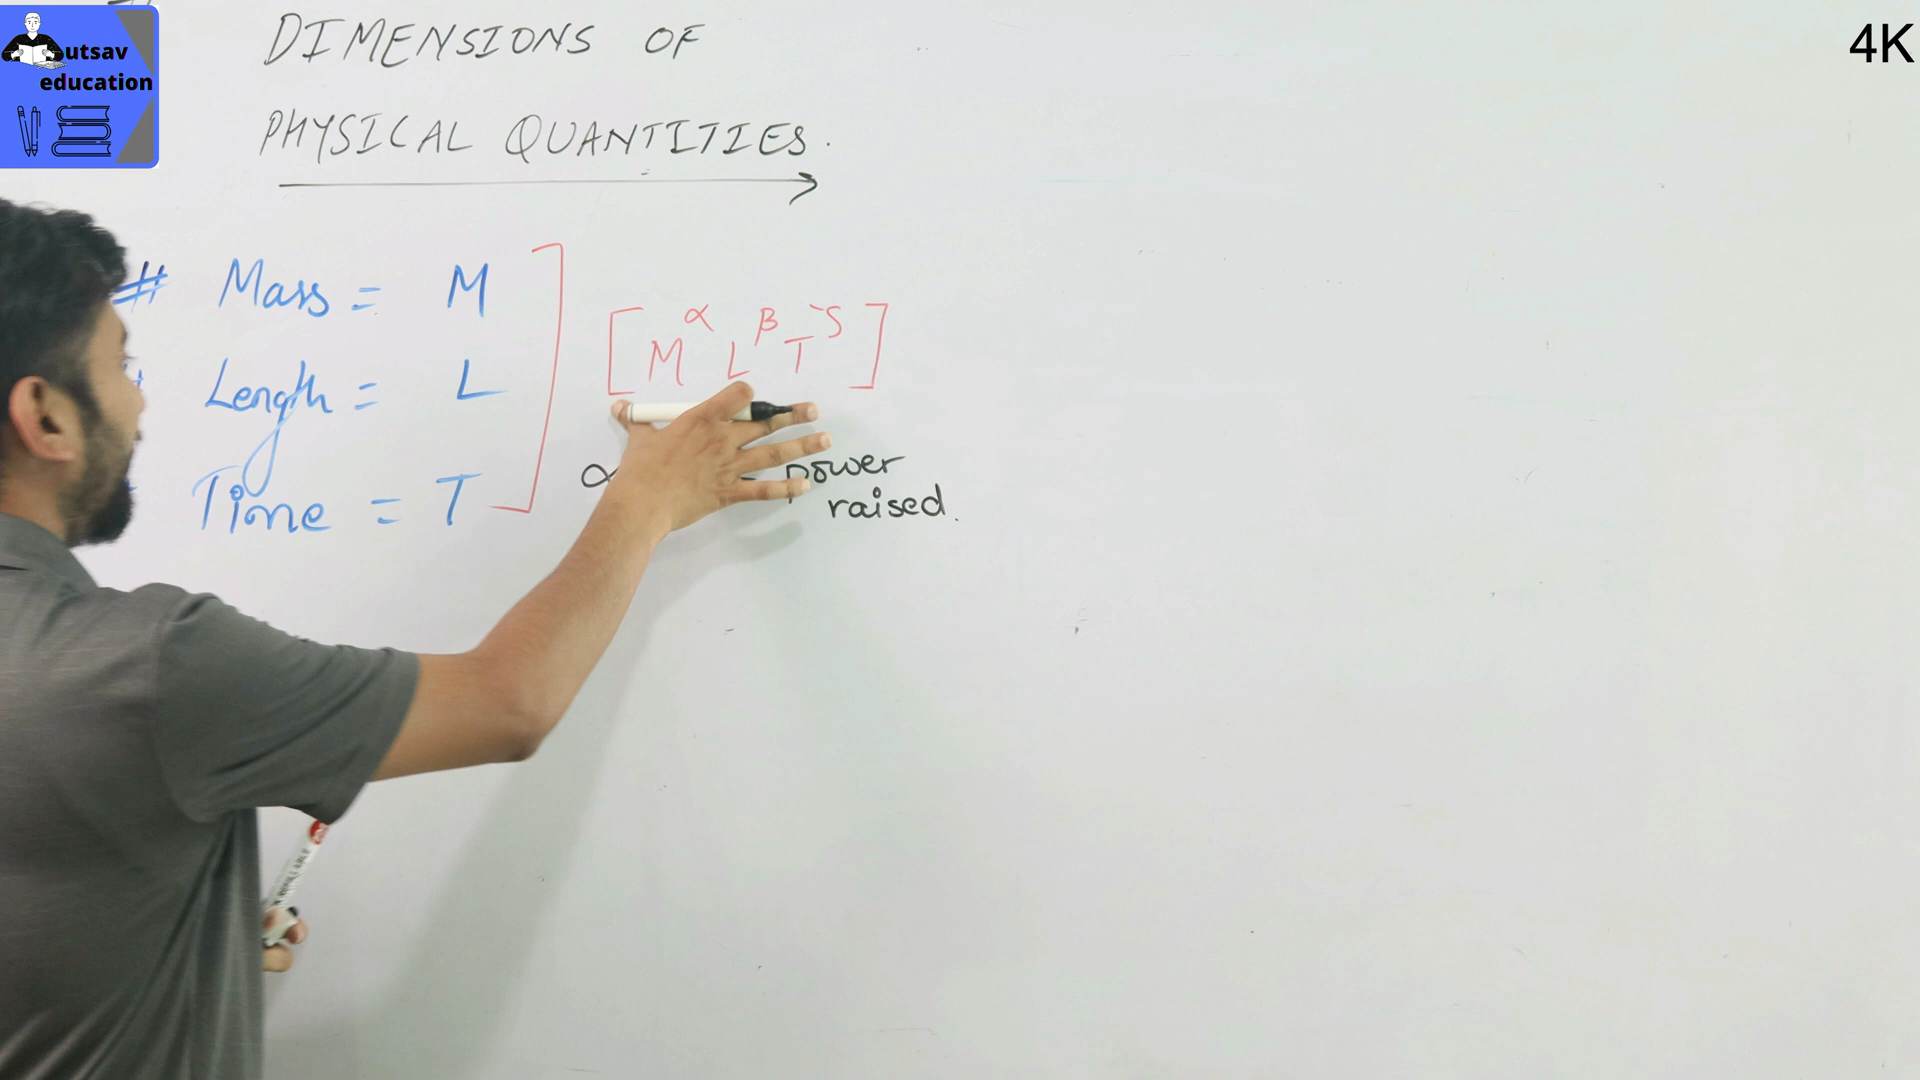 utsav
education
4K
DIMENSIONS OF
PHYSICAL QUANTITIES.
# Mass = M
Length = L
Time = T
[M^α L^β T^S]
α
- power
raised.